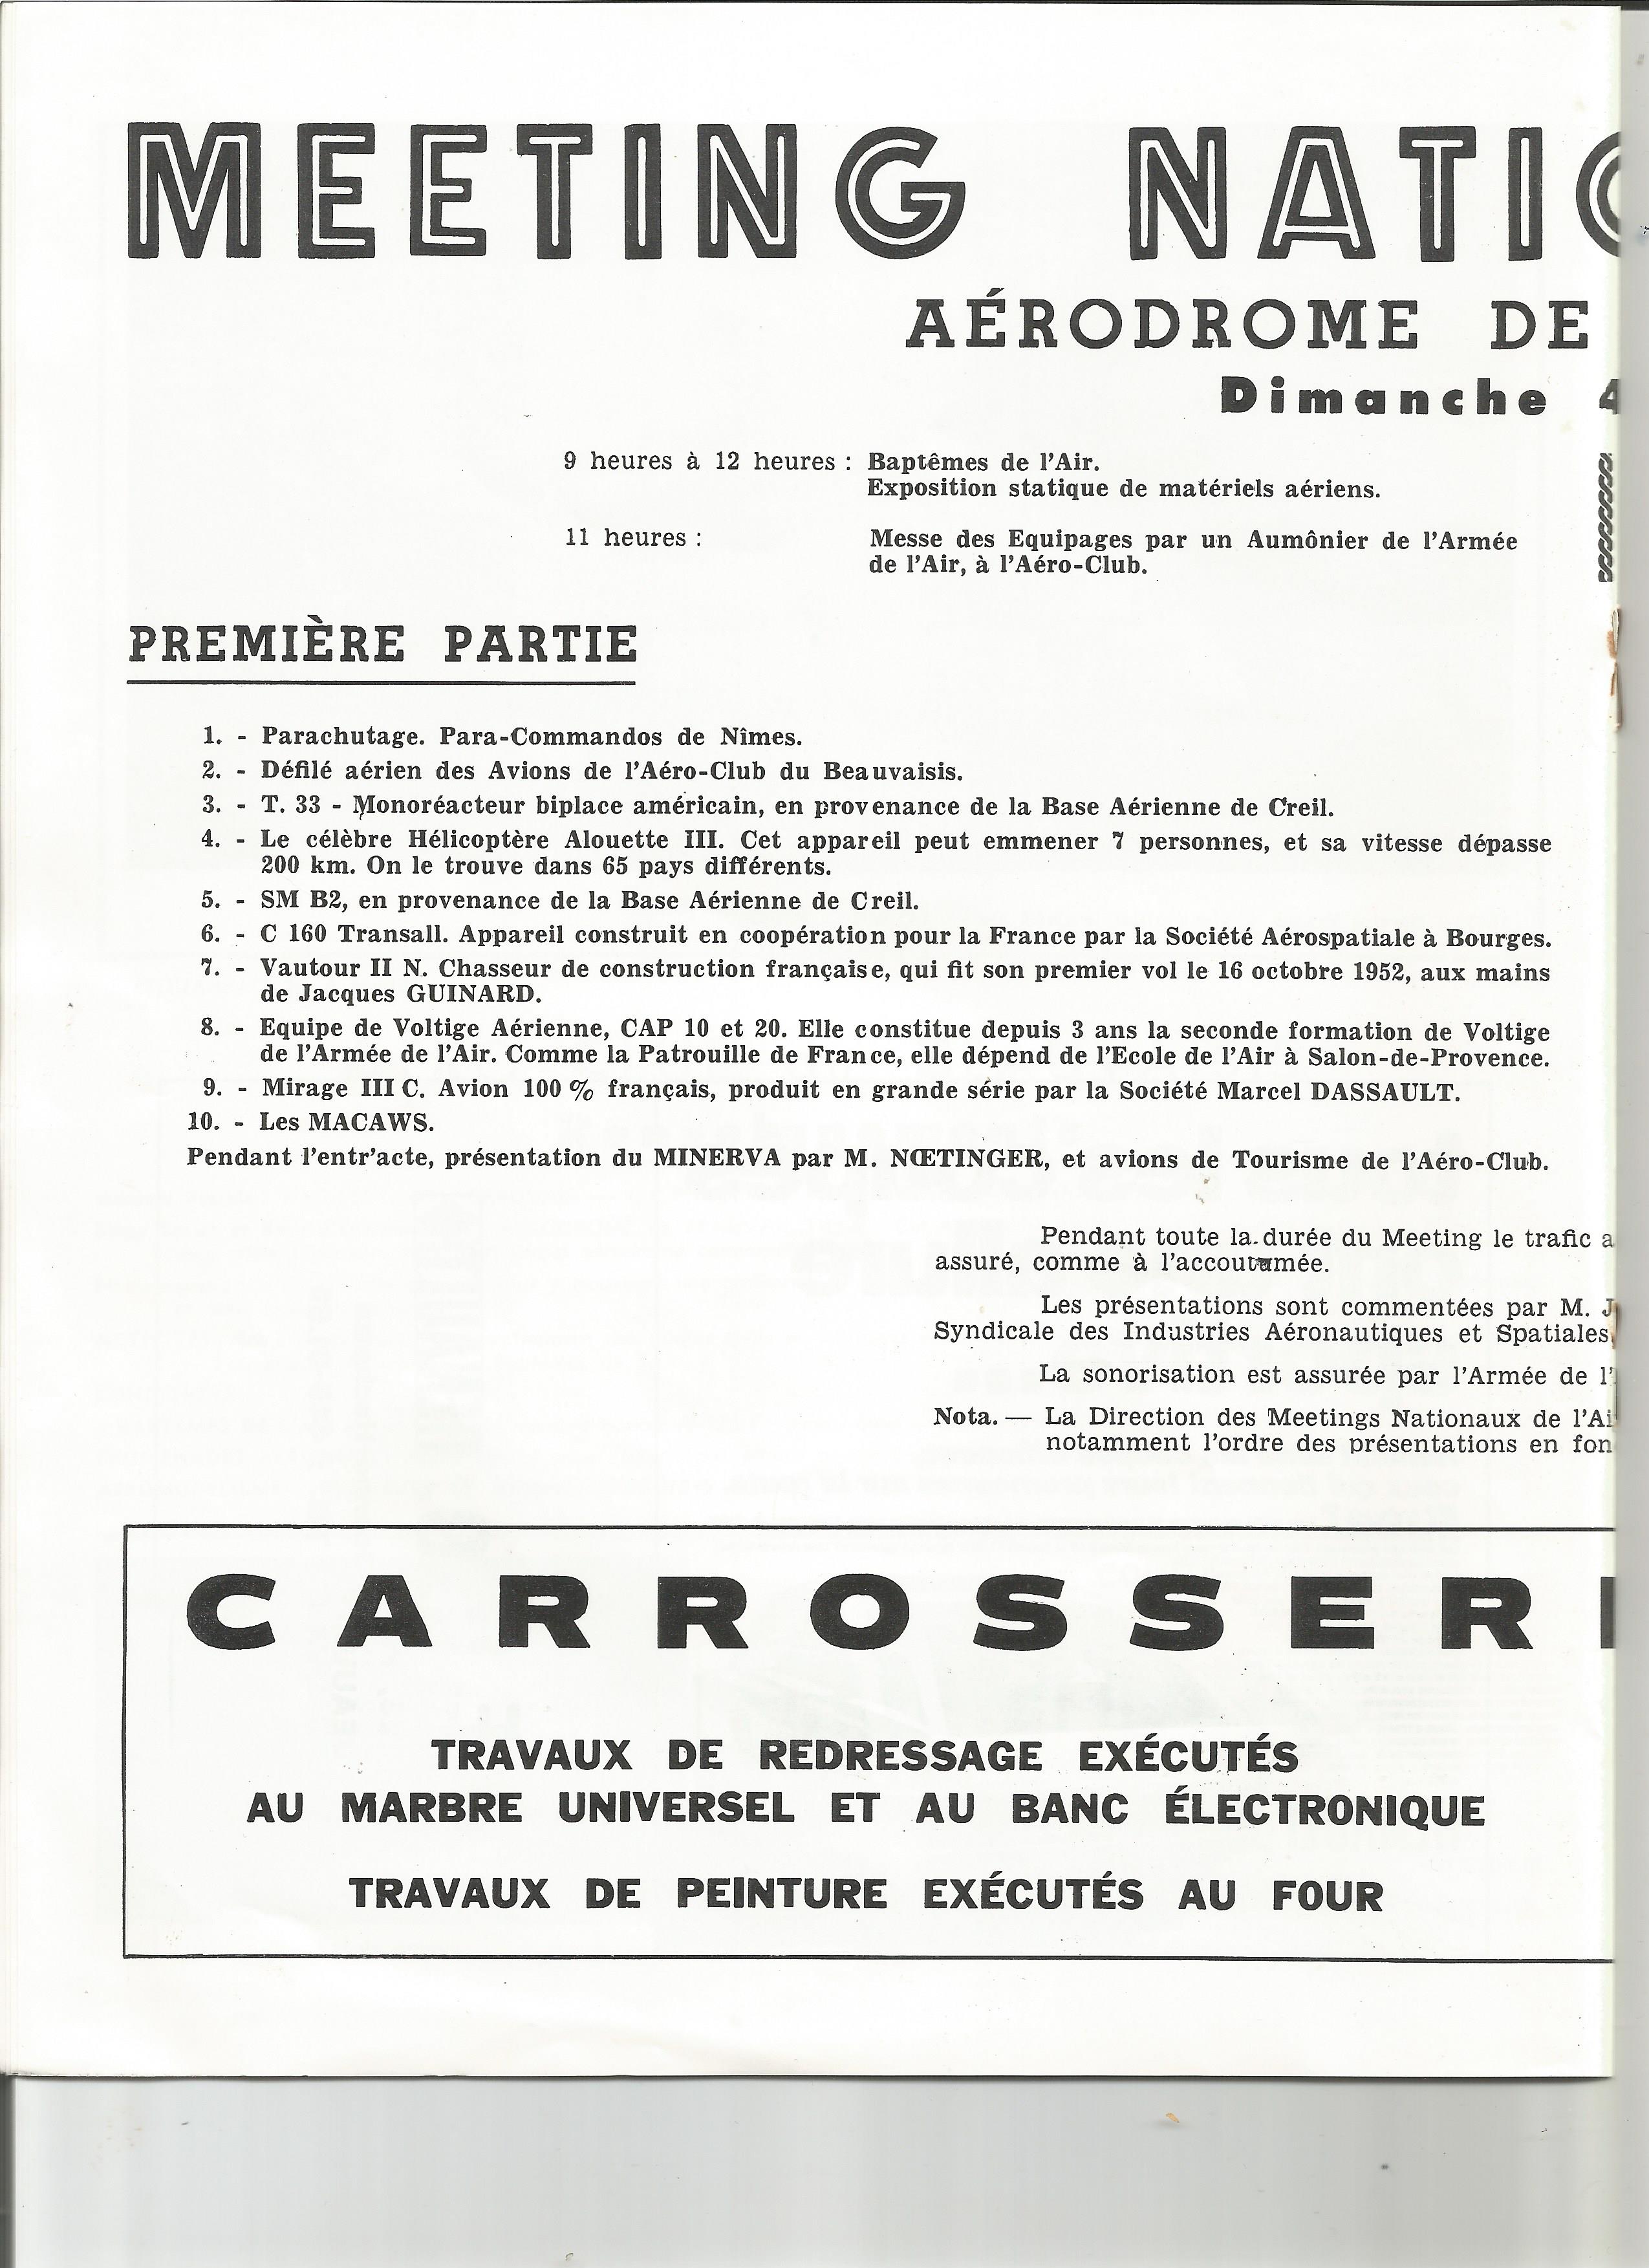 MEETING NATIO
AÉRODROME DE
Dimanche 4
9 heures à 12 heures : Baptêmes de l'Air.
Exposition statique de matériels aériens.
11 heures : Messe des Equipages par un Aumônier de l'Armée
de l'Air, à l'Aéro-Club.
PREMIÈRE PARTIE
1. - Parachutage. Para-Commandos de Nîmes.
2. - Défilé aérien des Avions de l'Aéro-Club du Beauvaisis.
3. - T. 33 - Monoréacteur biplace américain, en provenance de la Base Aérienne de Creil.
4. - Le célèbre Hélicoptère Alouette III. Cet appareil peut emmener 7 personnes, et sa vitesse dépasse
200 km. On le trouve dans 65 pays différents.
5. - SM B2, en provenance de la Base Aérienne de Creil.
6. - C 160 Transall. Appareil construit en coopération pour la France par la Société Aérospatiale à Bourges.
7. - Vautour II N. Chasseur de construction française, qui fit son premier vol le 16 octobre 1952, aux mains
de Jacques GUINARD.
8. - Equipe de Voltige Aérienne, CAP 10 et 20. Elle constitue depuis 3 ans la seconde formation de Voltige
de l'Armée de l'Air. Comme la Patrouille de France, elle dépend de l'Ecole de l'Air à Salon-de-Provence.
9. - Mirage III C. Avion 100 % français, produit en grande série par la Société Marcel DASSAULT.
10. - Les MACAWS.
Pendant l'entr'acte, présentation du MINERVA par M. NŒTINGER, et avions de Tourisme de l'Aéro-Club.
Pendant toute la durée du Meeting le trafic a
assuré, comme à l'accoutumée.
Les présentations sont commentées par M. J
Syndicale des Industries Aéronautiques et Spatiales
La sonorisation est assurée par l'Armée de l'
Nota. — La Direction des Meetings Nationaux de l'Ai
notamment l'ordre des présentations en fon
CARROSSERI
TRAVAUX DE REDRESSAGE EXÉCUTÉS
AU MARBRE UNIVERSEL ET AU BANC ÉLECTRONIQUE
TRAVAUX DE PEINTURE EXÉCUTÉS AU FOUR